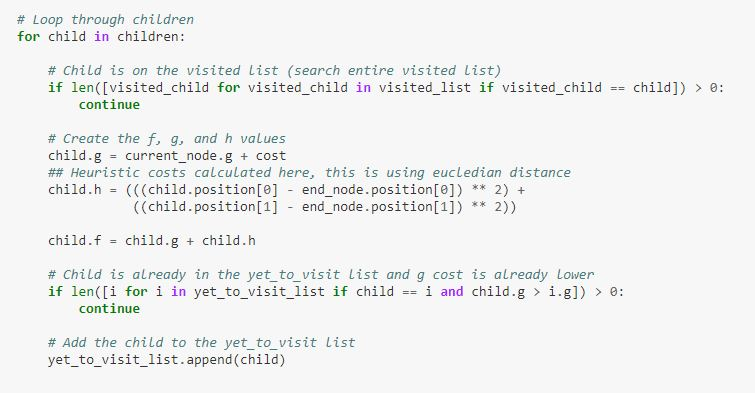 # Loop through children
for child in children:
# Child is on the visited list (search entire visited list)
if len([visited_child for visited_child in visited_list if visited_child == child]) > 0:
continue
# Create the f, g, and h values
child.g = current_node.g + cost
## Heuristic costs calculated here, this is using eucledian distance
child.h = (((child.position[0] - end_node.position[0]) ** 2) +
((child.position[1] - end_node.position[1]) ** 2))
child.f = child.g + child.h
# Child is already in the yet_to_visit list and g cost is already lower
if len([i for i in yet_to_visit_list if child == i and child.g > i.g]) > 0:
continue
# Add the child to the yet_to_visit list
yet_to_visit_list.append(child)